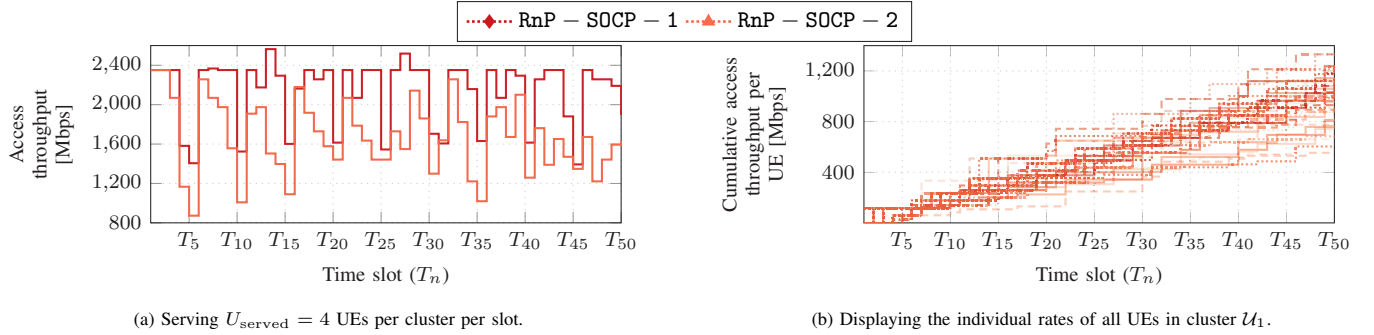 RnP − SOCP − 1 RnP − SOCP − 2
Access
throughput
[Mbps]
2,400
2,000
1,600
1,200
800
T5 T10 T15 T20 T25 T30 T35 T40 T45 T50
Time slot (Tn)
(a) Serving Userved = 4 UEs per cluster per slot.
Cumulative access
throughput per
UE [Mbps]
1,200
800
400
T5 T10 T15 T20 T25 T30 T35 T40 T45 T50
Time slot (Tn)
(b) Displaying the individual rates of all UEs in cluster 𝒰1.